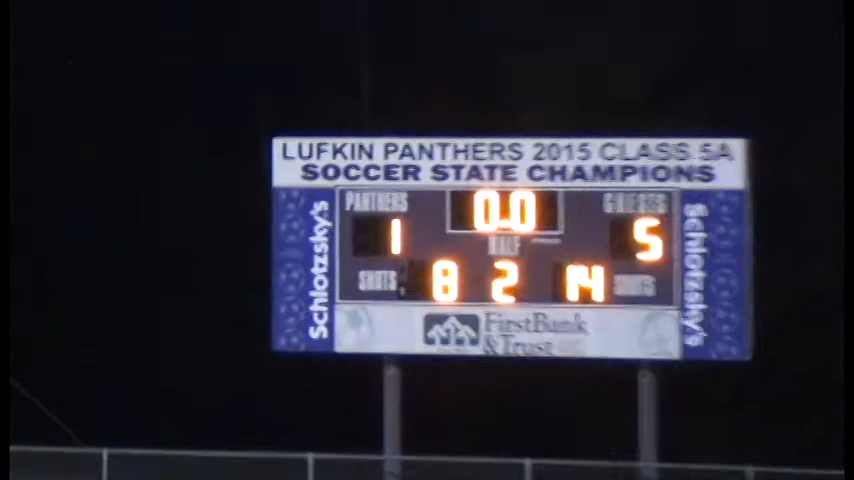 LUFKIN PANTHERS 2015 CLASS 5A
SOCCER STATE CHAMPIONS
PANTHERS 0.0 GUESTS
1 HALF 5
SHOTS 8 2 14 SHOTS
Schlotzsky's
Schlotzsky's
FirstBank
& Trust